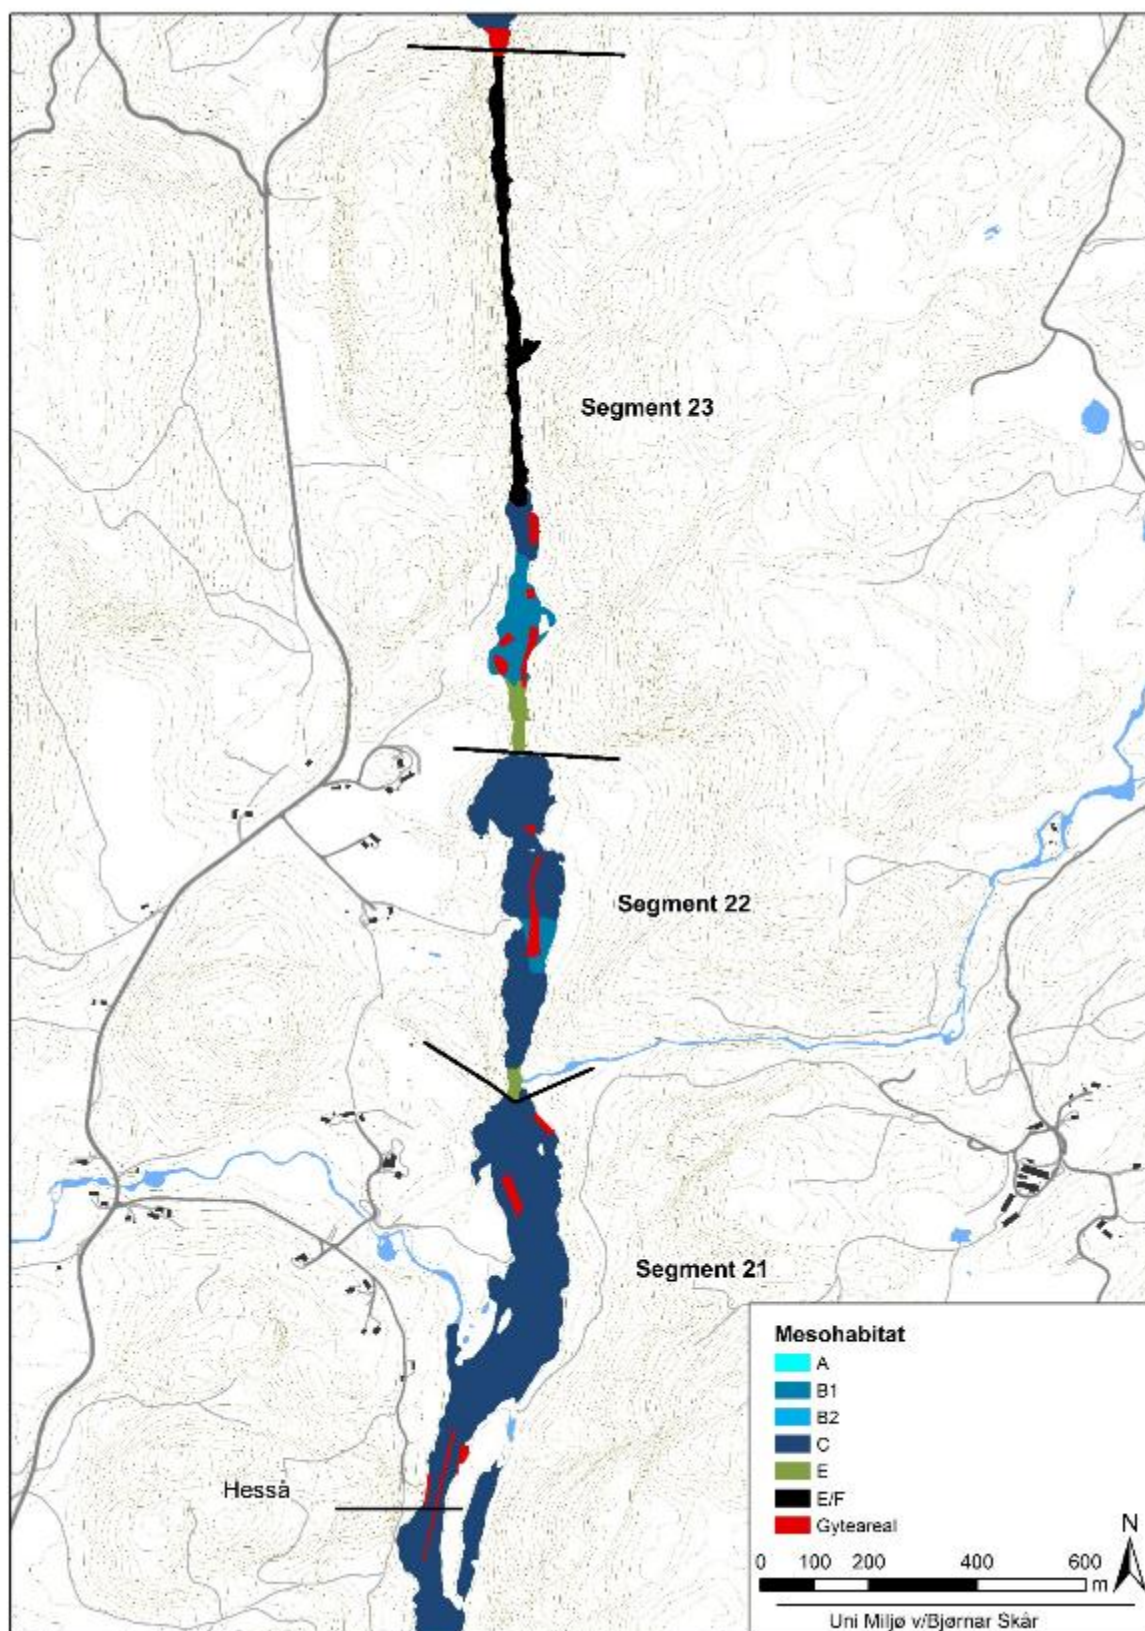 Segment 23
Segment 22
Segment 21
Hesså
Mesohabitat
A
B1
B2
C
E
E/F
Gyteareal
N
0 100 200 400 600 m
Uni Miljø v/Bjørnar Skår